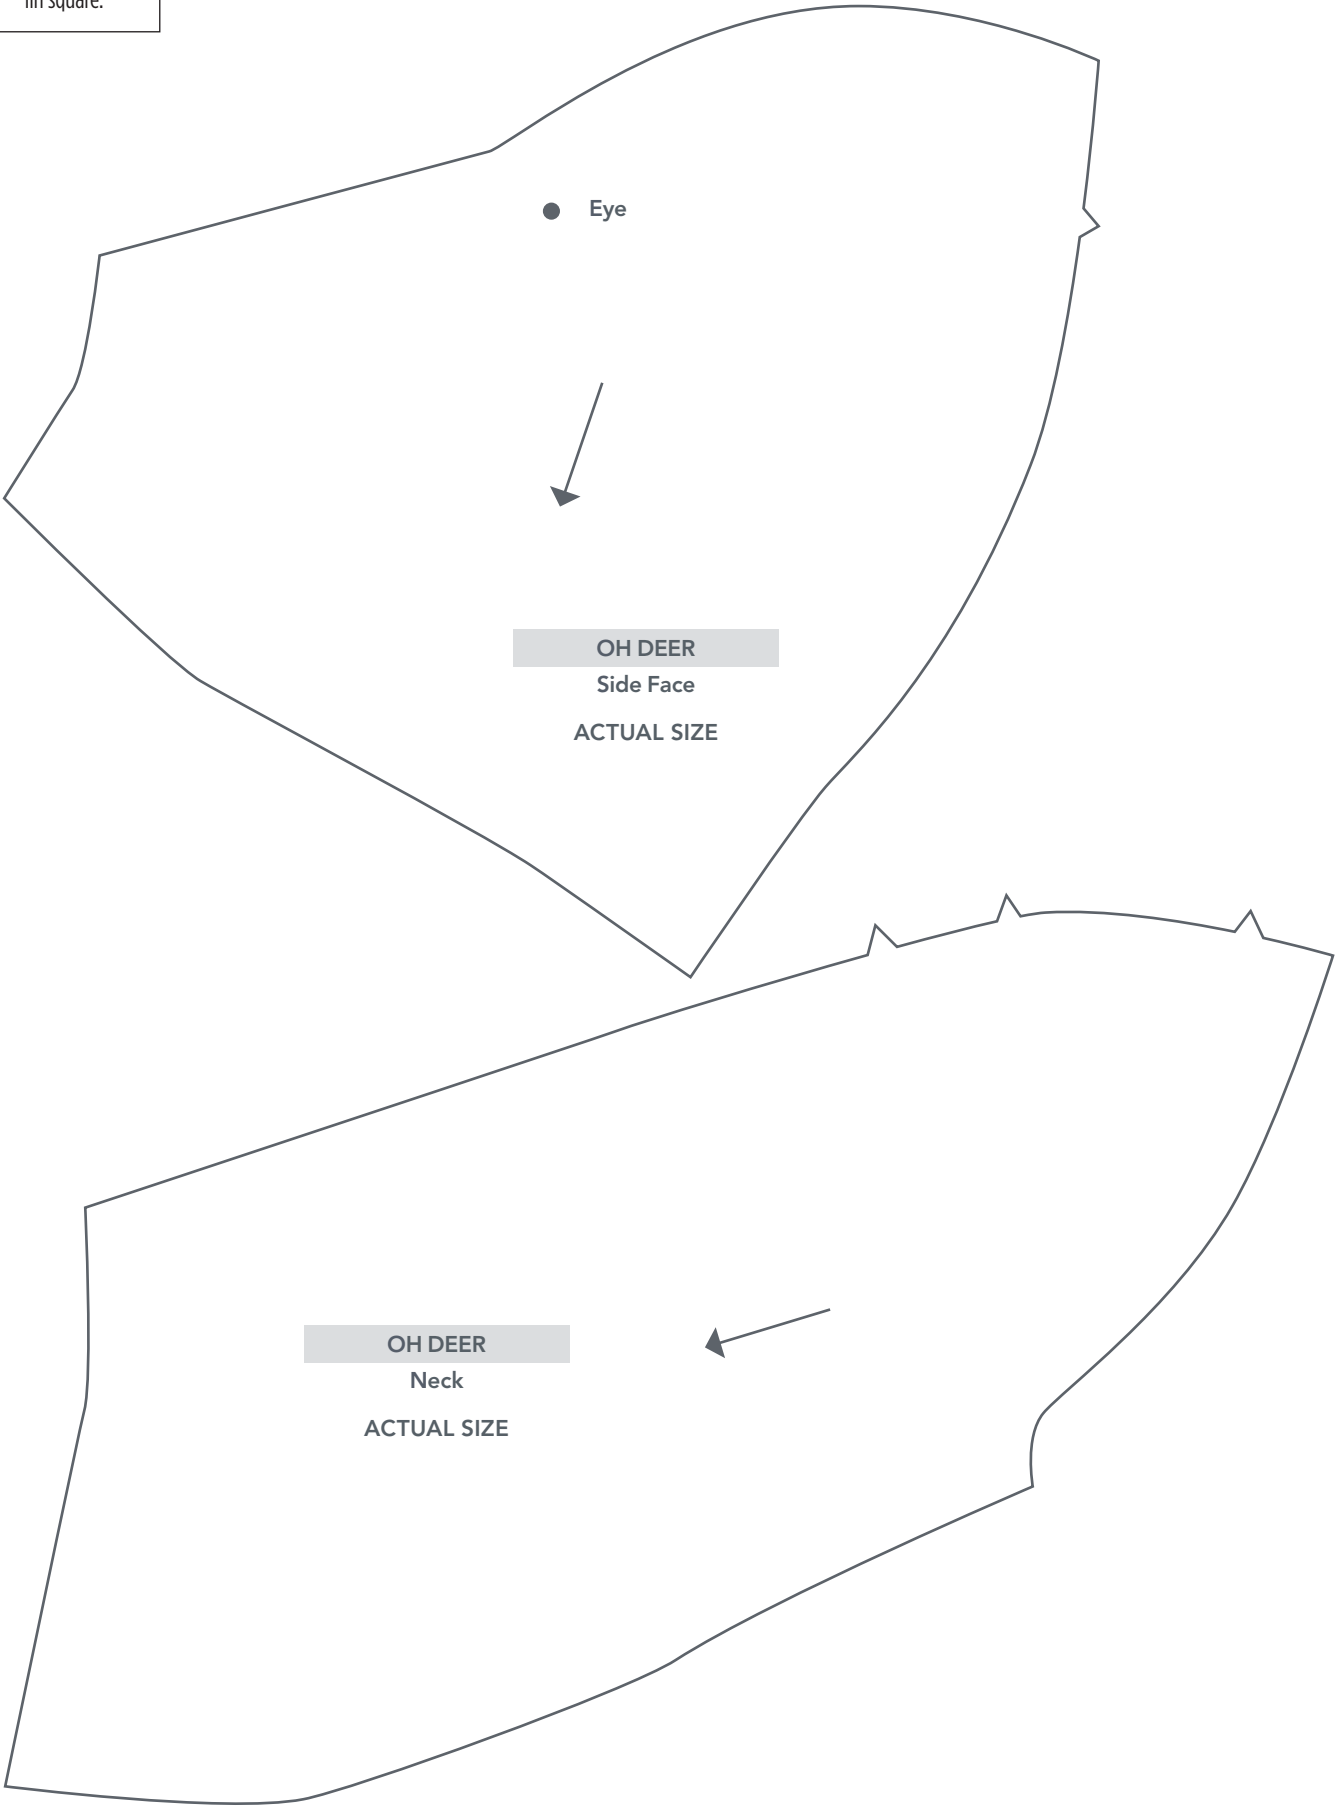 1in square.
Eye
OH DEER
Side Face
ACTUAL SIZE
OH DEER
Neck
ACTUAL SIZE